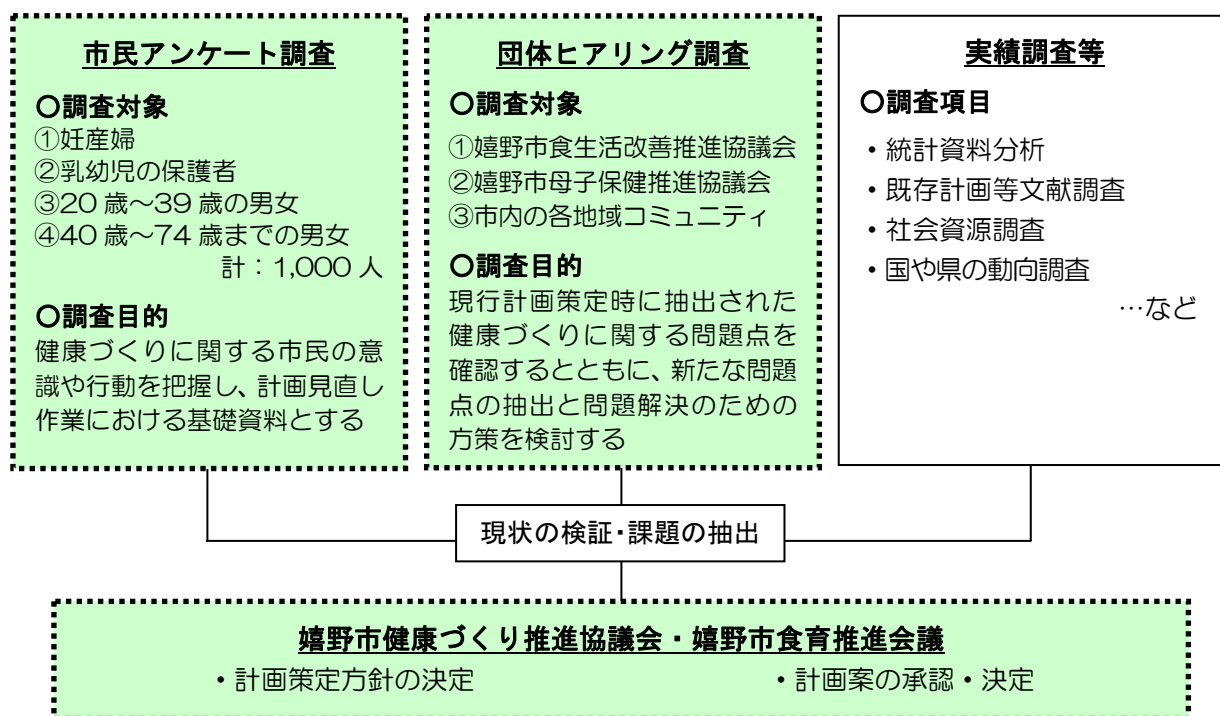 市民アンケート調査
○調査対象
①妊産婦
②乳幼児の保護者
③20歳～39歳の男女
④40歳～74歳までの男女
計：1,000人
○調査目的
健康づくりに関する市民の意
識や行動を把握し、計画見直し
作業における基礎資料とする
団体ヒアリング調査
○調査対象
①嬉野市食生活改善推進協議会
②嬉野市母子保健推進協議会
③市内の各地域コミュニティ
○調査目的
現行計画策定時に抽出された
健康づくりに関する問題点を
確認するとともに、新たな問題
点の抽出と問題解決のための
方策を検討する
実績調査等
○調査項目
・統計資料分析
・既存計画等文献調査
・社会資源調査
・国や県の動向調査
…など
現状の検証・課題の抽出
嬉野市健康づくり推進協議会・嬉野市食育推進会議
・計画策定方針の決定
・計画案の承認・決定